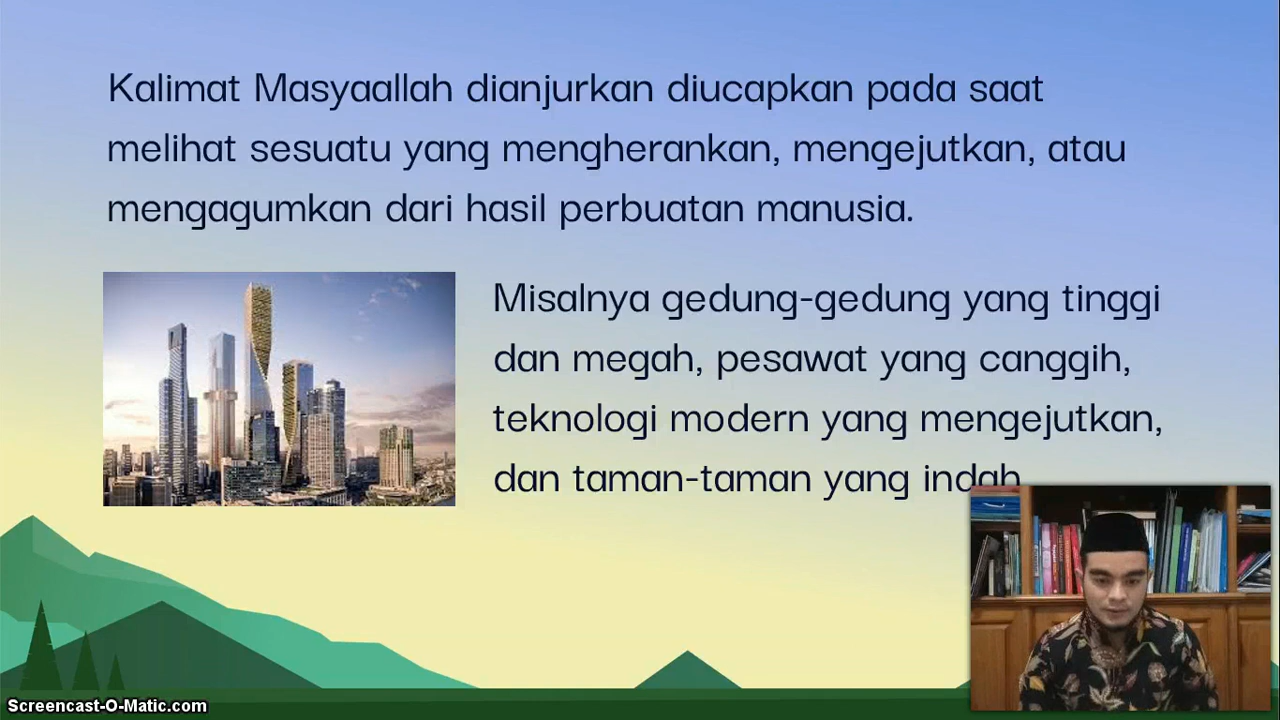 Kalimat Masyaallah dianjurkan diucapkan pada saat
melihat sesuatu yang mengherankan, mengejutkan, atau
mengagumkan dari hasil perbuatan manusia.
Misalnya gedung-gedung yang tinggi
dan megah, pesawat yang canggih,
teknologi modern yang mengejutkan,
dan taman-taman yang indah
Screencast-O-Matic.com